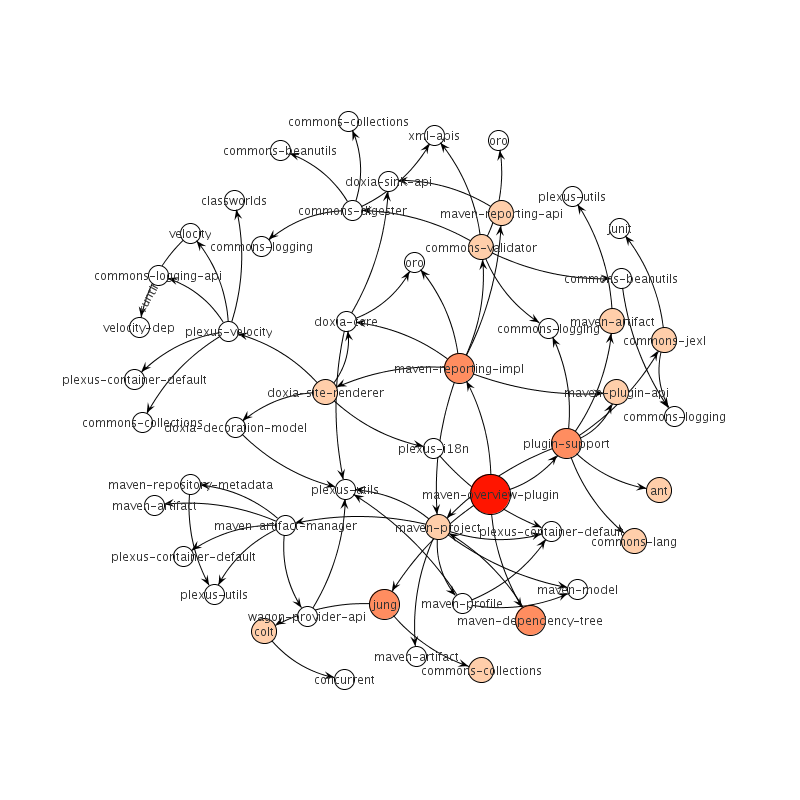 commons-collections
xml-apis
oro
commons-beanutils
doxia-sink-api
plexus-utils
classworlds
commons-digester
maven-reporting-api
junit
velocity
commons-logging
commons-validator
oro
commons-logging-api
commons-beanutils
junit
velocity-dep
plexus-velocity
doxia-core
commons-logging
maven-artifact
commons-jexl
maven-reporting-impl
plexus-container-default
doxia-site-renderer
maven-plugin-api
commons-collections
doxia-decoration-model
commons-logging
plexus-i18n
plugin-support
maven-repository-metadata
plexus-utils
maven-overview-plugin
ant
maven-artifact
maven-artifact-manager
maven-project
plexus-container-default
commons-lang
plexus-container-default
maven-model
plexus-utils
jung
maven-profile
wagon-provider-api
maven-dependency-tree
colt
maven-artifact
commons-collections
concurrent